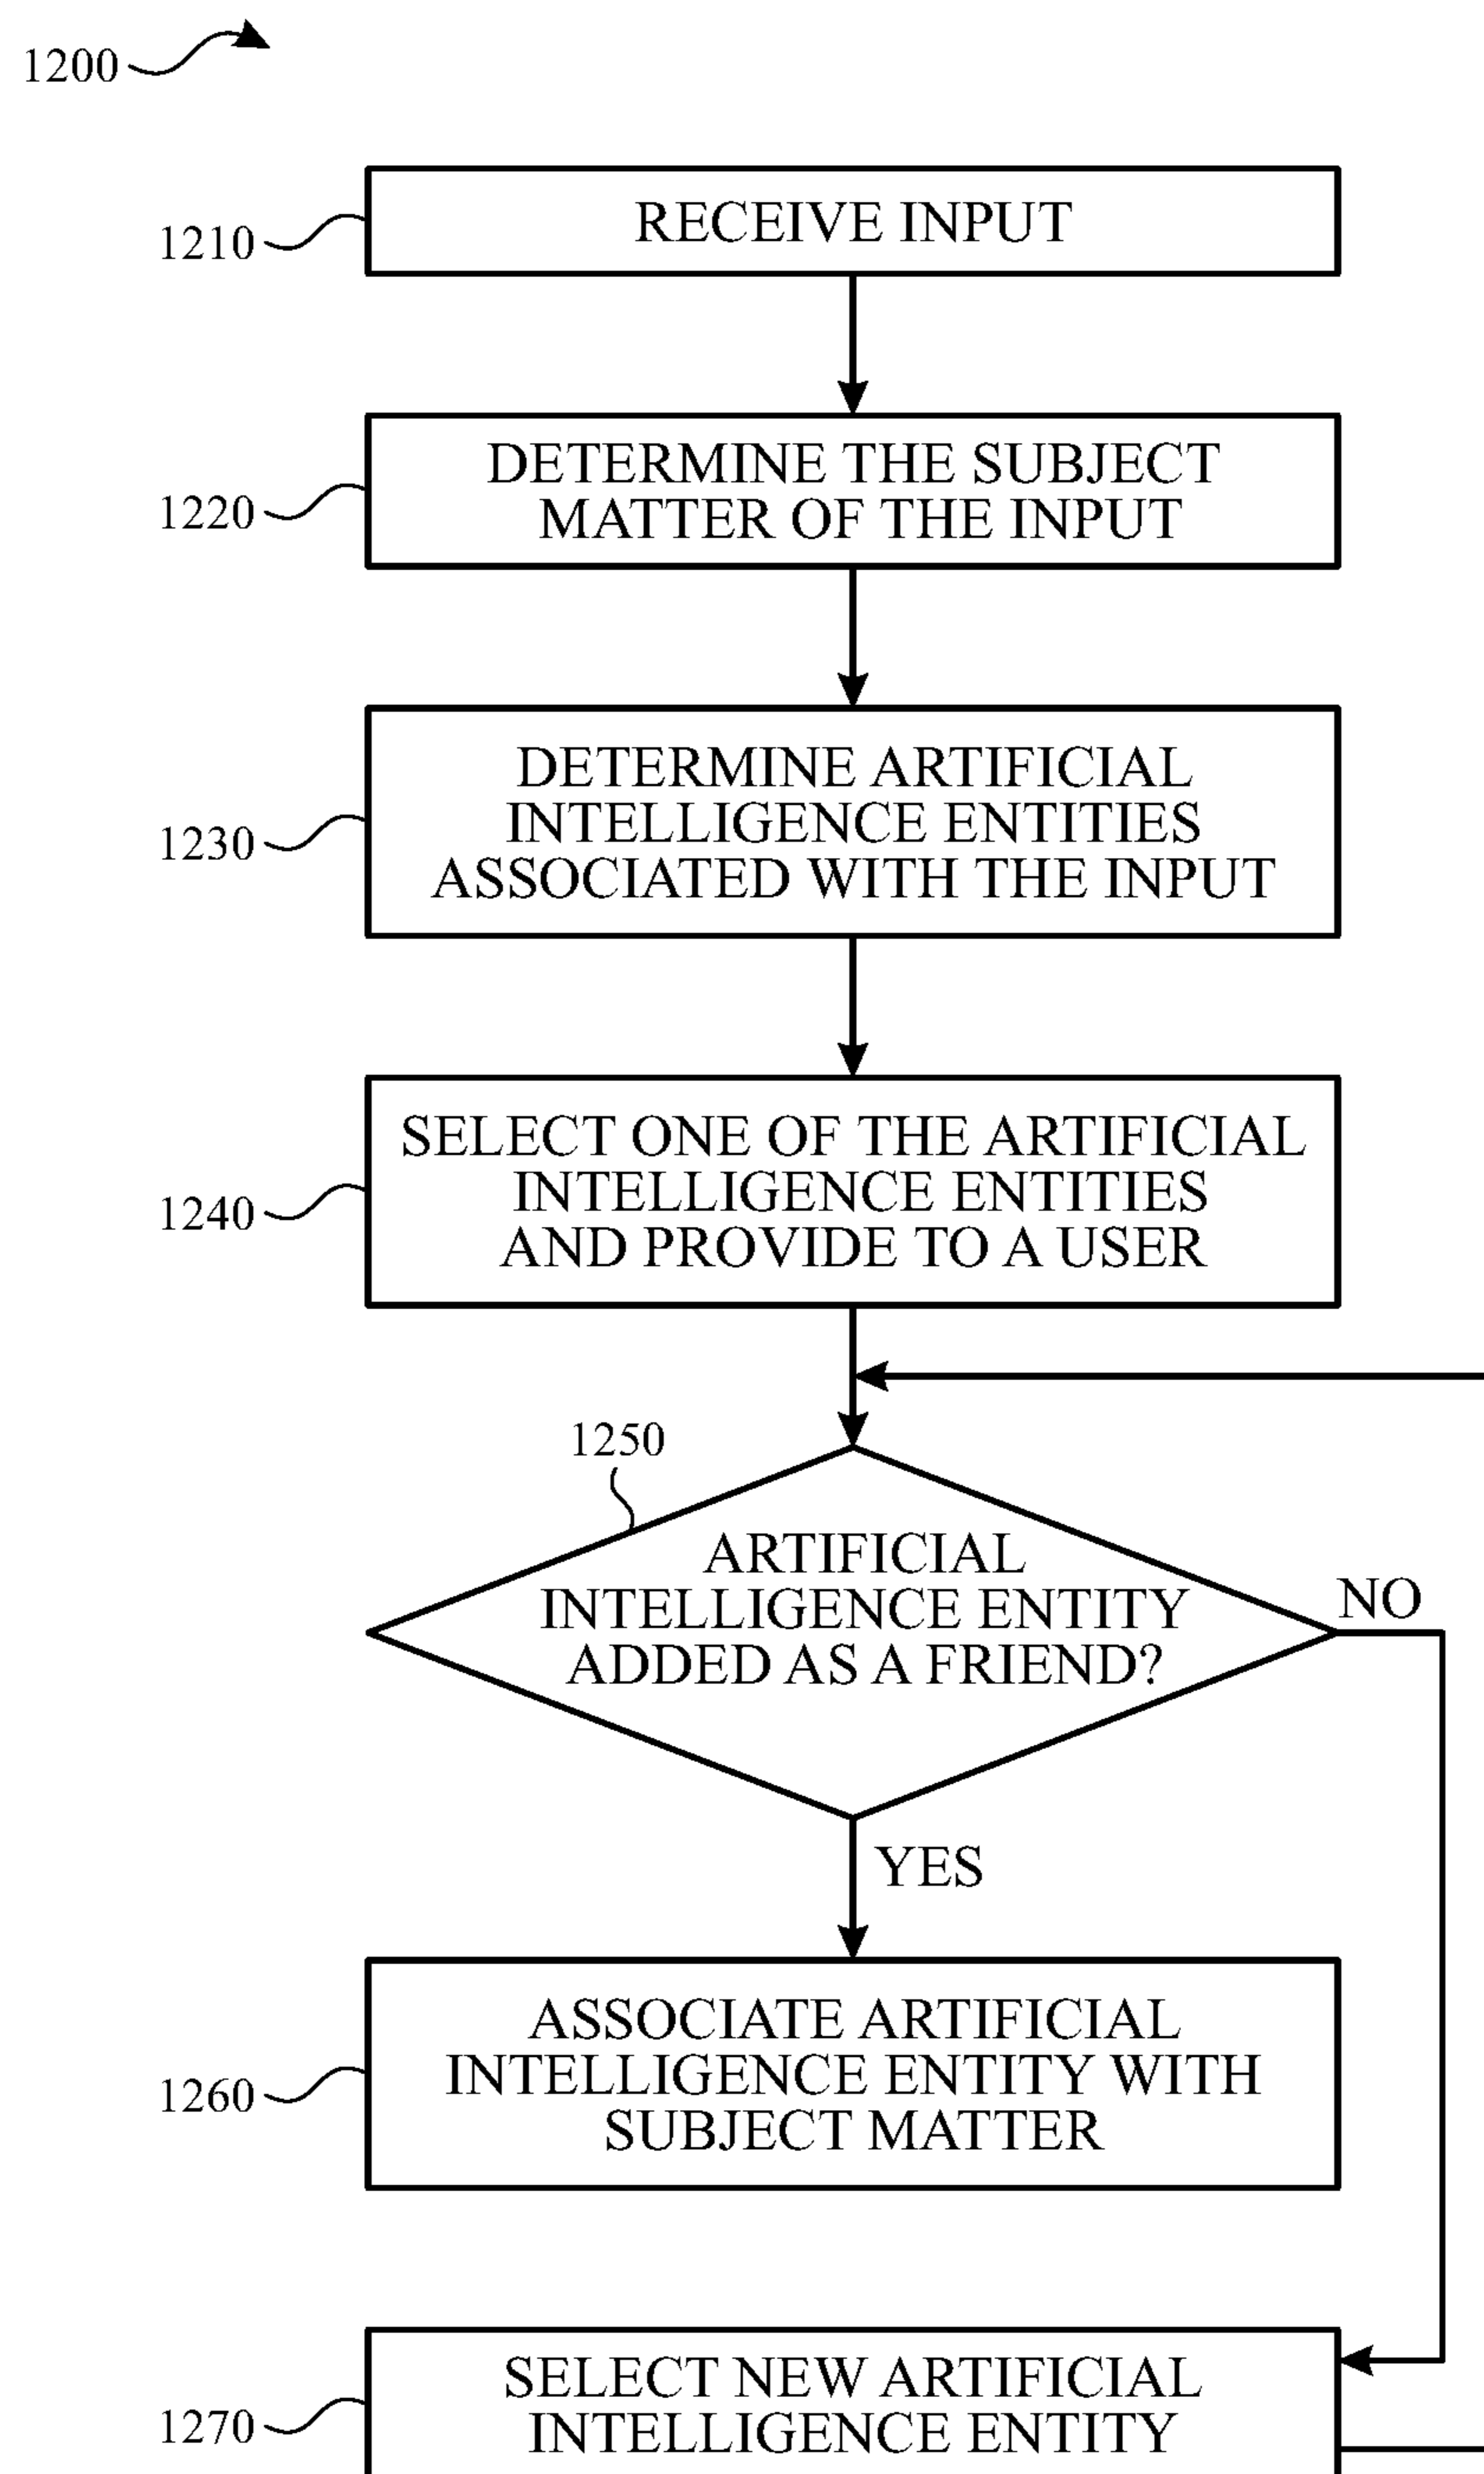 1200
1210
RECEIVE INPUT
1220
DETERMINE THE SUBJECT
MATTER OF THE INPUT
1230
DETERMINE ARTIFICIAL
INTELLIGENCE ENTITIES
ASSOCIATED WITH THE INPUT
1240
SELECT ONE OF THE ARTIFICIAL
INTELLIGENCE ENTITIES
AND PROVIDE TO A USER
1250
ARTIFICIAL
INTELLIGENCE ENTITY
ADDED AS A FRIEND?
NO
YES
1260
ASSOCIATE ARTIFICIAL
INTELLIGENCE ENTITY WITH
SUBJECT MATTER
1270
SELECT NEW ARTIFICIAL
INTELLIGENCE ENTITY